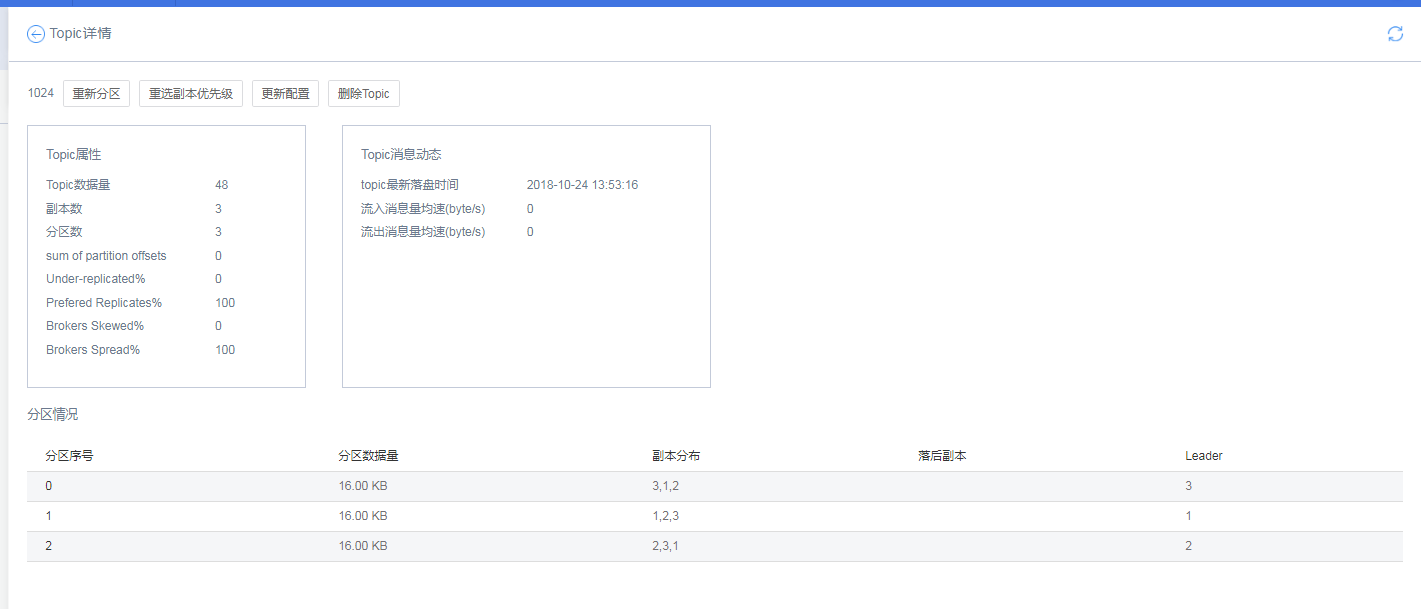 Topic详情
1024 重新分区 重选副本优先级 更新配置 删除Topic
Topic属性
Topic数据量 48
副本数 3
分区数 3
sum of partition offsets 0
Under-replicated% 0
Prefered Replicates% 100
Brokers Skewed% 0
Brokers Spread% 100
Topic消息动态
topic最新落盘时间 2018-10-24 13:53:16
流入消息量均速(byte/s) 0
流出消息量均速(byte/s) 0
分区情况
分区序号 分区数据量 副本分布 落后副本 Leader
0 16.00 KB 3,1,2 3
1 16.00 KB 1,2,3 1
2 16.00 KB 2,3,1 2